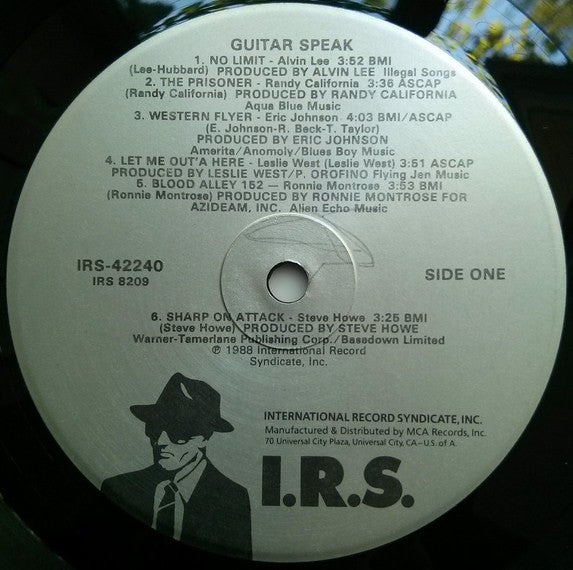 GUITAR SPEAK
1. NO LIMIT - Alvin Lee 3:52 BMI
(Lee-Hubbard) PRODUCED BY ALVIN LEE Illegal Songs
2. THE PRISONER - Randy California 3:36 ASCAP
(Randy California) PRODUCED BY RANDY CALIFORNIA
Aqua Blue Music
3. WESTERN FLYER - Eric Johnson 4:03 BMI/ASCAP
(E. Johnson-R. Beck-T. Taylor)
PRODUCED BY ERIC JOHNSON
Amerita/Anomoly/Blues Boy Music
4. LET ME OUT'A HERE - Leslie West (Leslie West) 3:51 ASCAP
PRODUCED BY LESLIE WEST/P. OROFINO Flying Jen Music
5. BLOOD ALLEY 152 — Ronnie Montrose 3:53 BMI
(Ronnie Montrose) PRODUCED BY RONNIE MONTROSE FOR
AZIDEAM, INC. Alien Echo Music
IRS-42240
IRS 8209
SIDE ONE
6. SHARP ON ATTACK - Steve Howe 3:25 BMI
(Steve Howe) PRODUCED BY STEVE HOWE
Warner-Tamerlane Publishing Corp./Basedown Limited
℗ 1988 International Record
Syndicate, Inc.
INTERNATIONAL RECORD SYNDICATE, INC.
Manufactured & Distributed by MCA Records, Inc.
70 Universal City Plaza, Universal City, CA-U.S. of A.
I.R.S.